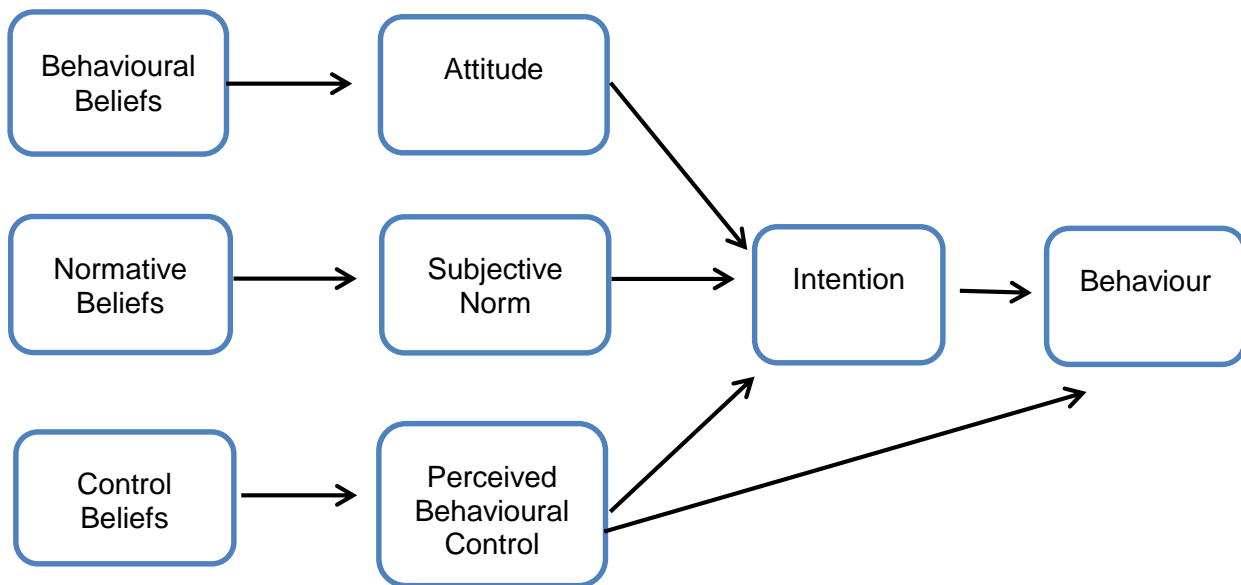 Behavioural
Beliefs
Attitude
Normative
Beliefs
Subjective
Norm
Intention
Behaviour
Control
Beliefs
Perceived
Behavioural
Control